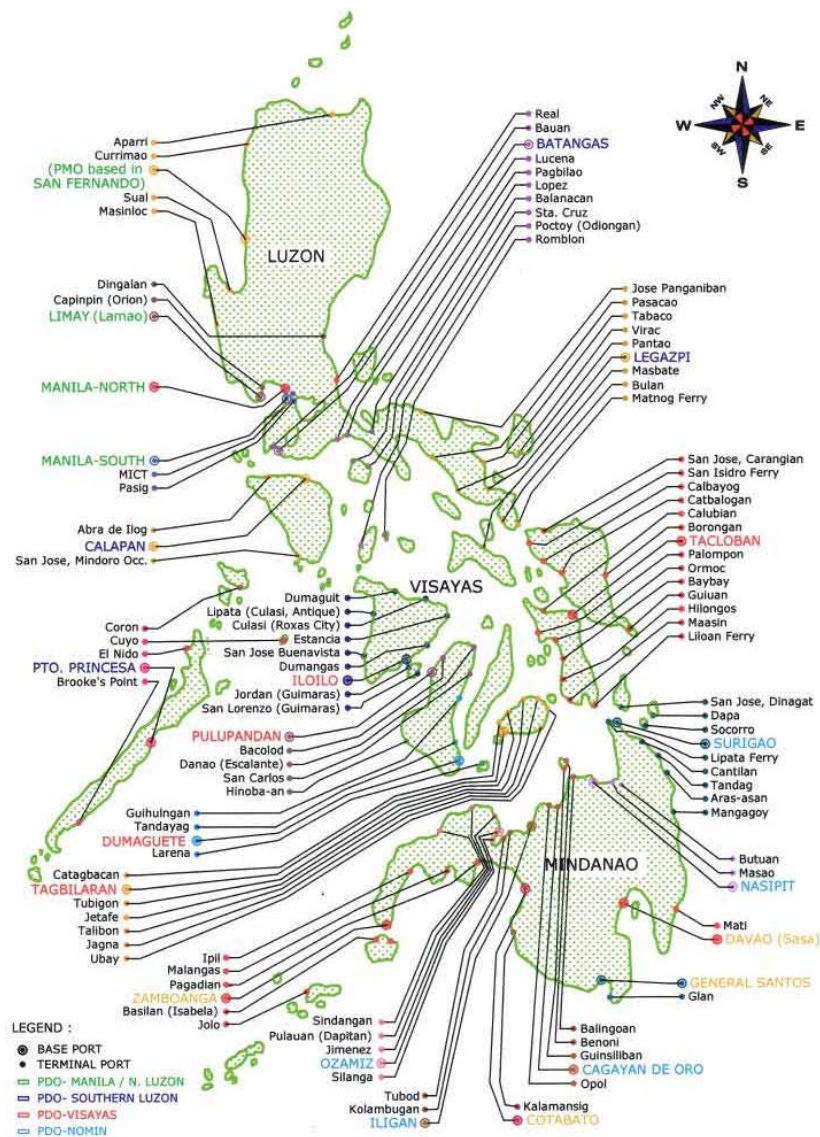 N
NW
NE
W
E
SW
SE
S
Real
Bauan
BATANGAS
Lucena
Pagbilao
Lopez
Balanacan
Sta. Cruz
Poctoy (Odiongan)
Romblon
Aparri
Currimao
(PMO based in
SAN FERNANDO)
Sual
Masinloc
LUZON
Dingalan
Capinpin (Orion)
LIMAY (Lamao)
MANILA-NORTH
MANILA-SOUTH
MICT
Pasig
Jose Panganiban
Pasacao
Tabaco
Virac
Pantao
LEGAZPI
Masbate
Bulan
Matnog Ferry
Abra de Ilog
CALAPAN
San Jose, Mindoro Occ.
San Jose, Carangian
San Isidro Ferry
Calbayog
Catbalogan
Calubian
Borongan
TACLOBAN
Palompon
Ormoc
Baybay
Guiuan
Hilongos
Maasin
Liloan Ferry
VISAYAS
Coron
Cuyo
El Nido
PTO. PRINCESA
Brooke's Point
Dumaguit
Lipata (Culasi, Antique)
Culasi (Roxas City)
Estancia
San Jose Buenavista
Dumangas
ILOILO
Jordan (Guimaras)
San Lorenzo (Guimaras)
PULUPANDAN
Bacolod
Danao (Escalante)
San Carlos
Hinoba-an
San Jose, Dinagat
Dapa
Socorro
SURIGAO
Lipata Ferry
Cantilan
Tandag
Aras-asan
Mangagoy
Guihulngan
Tandayag
DUMAGUETE
Larena
Catagbacan
TAGBILARAN
Tubigon
Jetafe
Talibon
Jagna
Ubay
MINDANAO
Butuan
Masao
NASIPIT
Mati
DAVAO (Sasa)
GENERAL SANTOS
Glan
Ipil
Malangas
Pagadian
ZAMBOANGA
Basilan (Isabela)
Jolo
Sindangan
Pulauan (Dapitan)
Jimenez
OZAMIZ
Silanga
Tubod
Kolambugan
ILIGAN
Balingoan
Benoni
Guinsiliban
CAGAYAN DE ORO
Opol
Kalamansig
COTABATO
LEGEND :
BASE PORT
TERMINAL PORT
PDO- MANILA / N. LUZON
PDO- SOUTHERN LUZON
PDO-VISAYAS
PDO-NOMIN